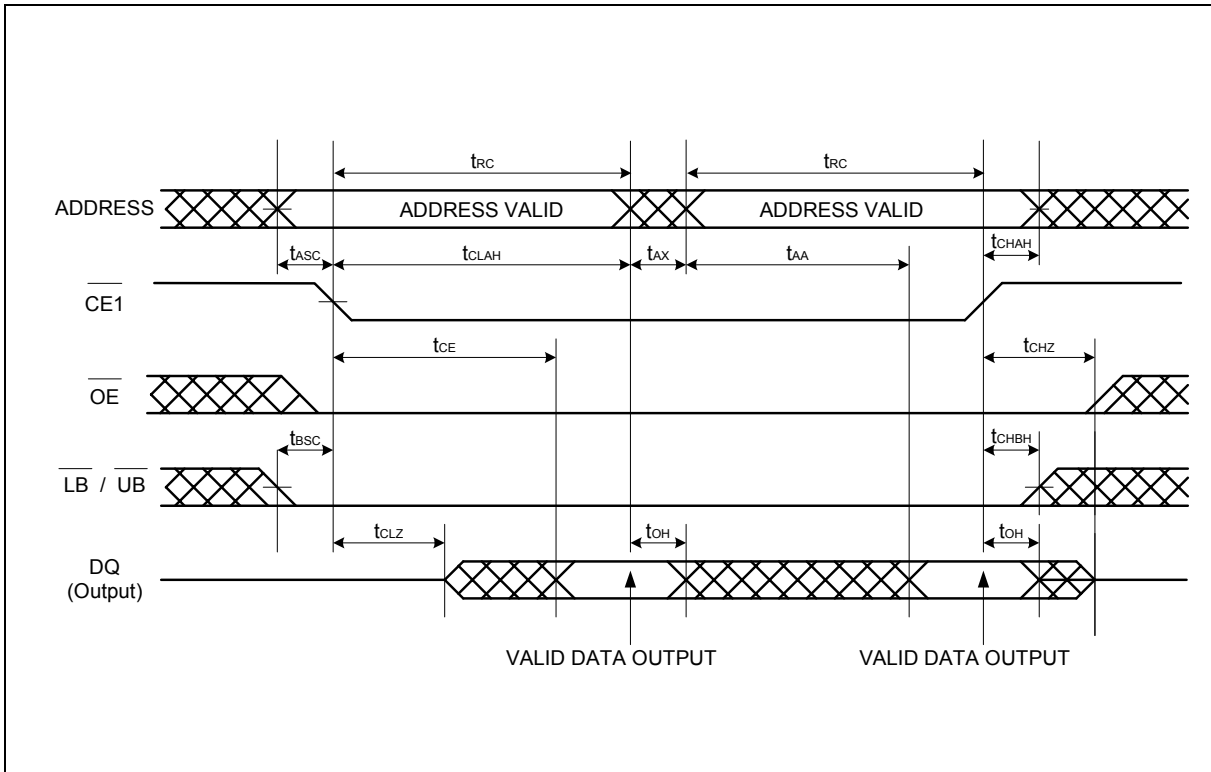 tRC tRC
ADDRESS ADDRESS VALID ADDRESS VALID
tASC tCLAH tAX tAA tCHAH
CE1
tCE tCHZ
OE
tBSC tCHBH
LB / UB
tCLZ tOH tOH
DQ
(Output)
VALID DATA OUTPUT VALID DATA OUTPUT